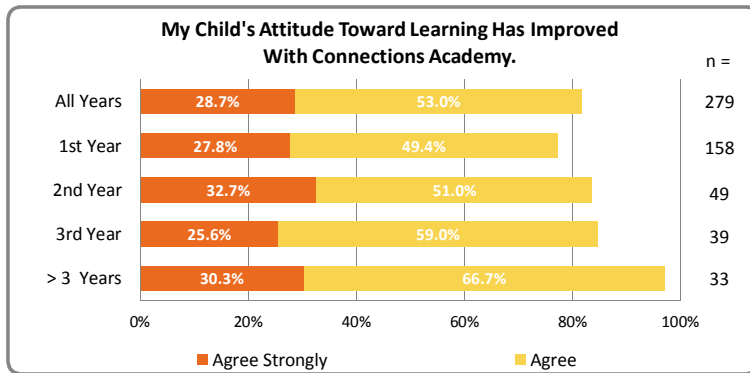 My Child's Attitude Toward Learning Has Improved
With Connections Academy.
n =
All Years 28.7% 53.0% 279
1st Year 27.8% 49.4% 158
2nd Year 32.7% 51.0% 49
3rd Year 25.6% 59.0% 39
> 3 Years 30.3% 66.7% 33
0% 20% 40% 60% 80% 100%
Agree Strongly Agree